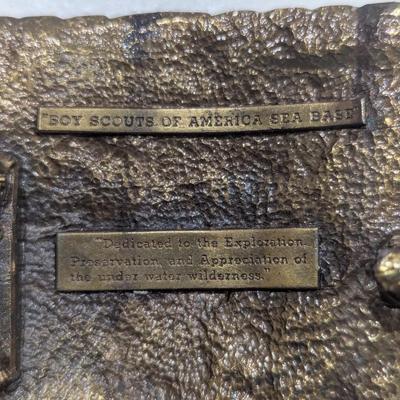 "BOY SCOUTS OF AMERICA SEA BASE
"Dedicated to the Exploration,
Preservation, and Appreciation of
the under water wilderness."